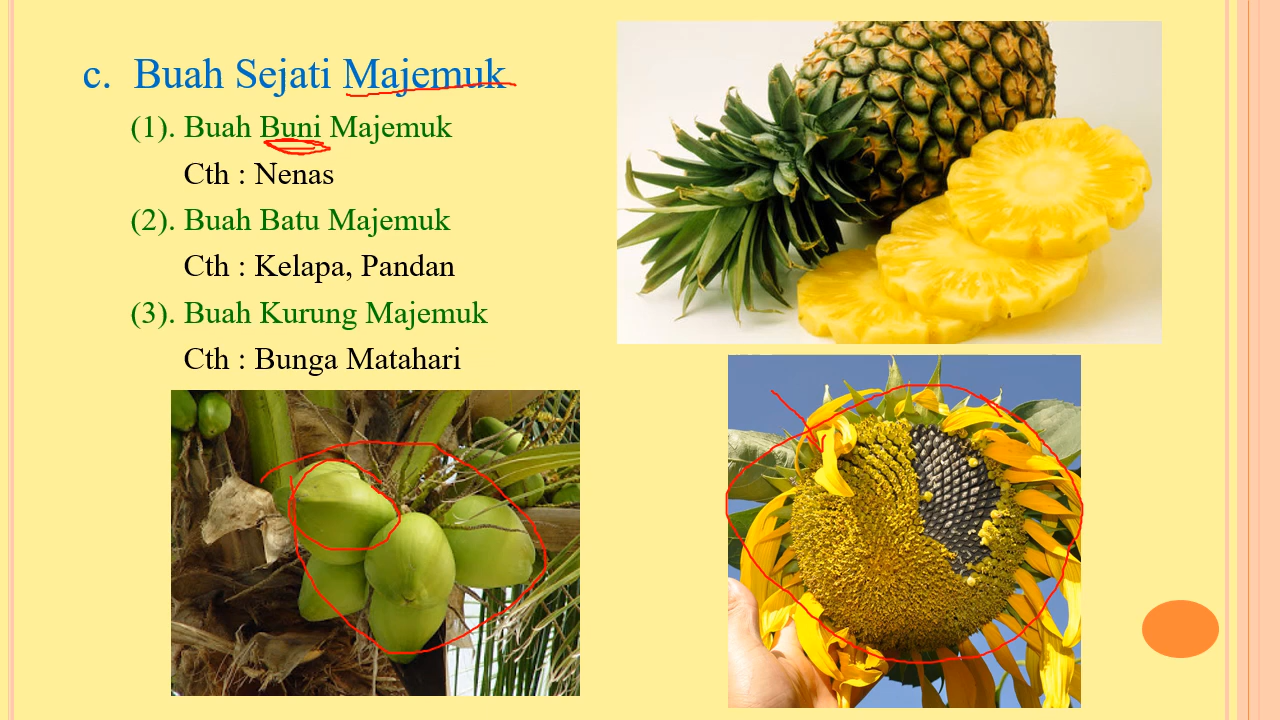 c. Buah Sejati Majemuk
(1). Buah Buni Majemuk
Cth : Nenas
(2). Buah Batu Majemuk
Cth : Kelapa, Pandan
(3). Buah Kurung Majemuk
Cth : Bunga Matahari